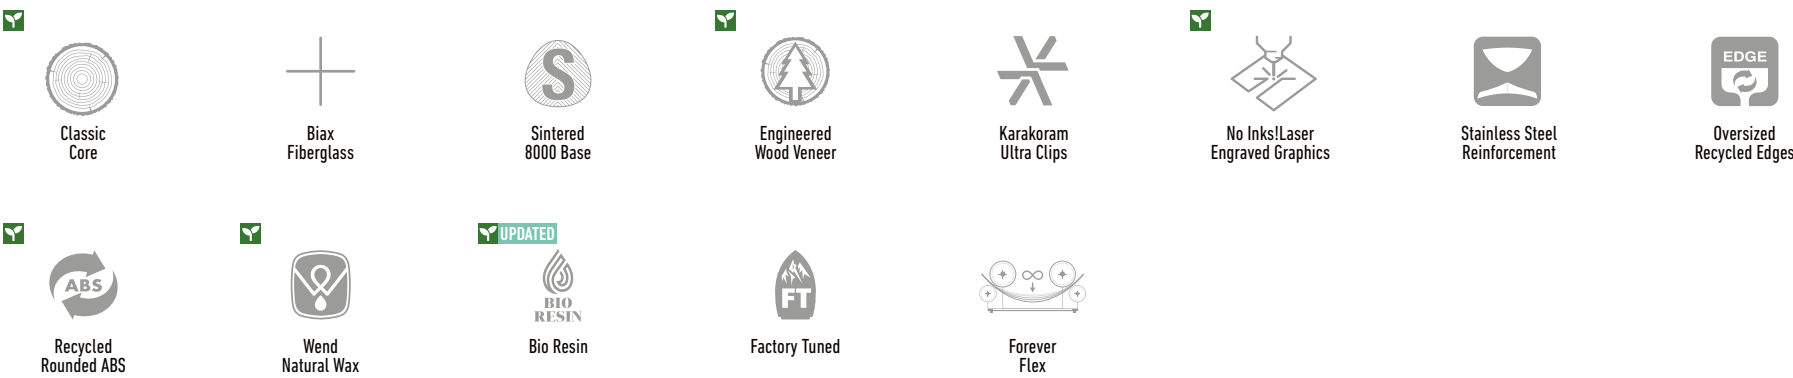 Classic
Core
Biax
Fiberglass
S
Sintered
8000 Base
Engineered
Wood Veneer
Karakoram
Ultra Clips
No Inks!Laser
Engraved Graphics
Stainless Steel
Reinforcement
EDGE
Oversized
Recycled Edges
ABS
Recycled
Rounded ABS
Wend
Natural Wax
UPDATED
BIO
RESIN
Bio Resin
FT
Factory Tuned
Forever
Flex